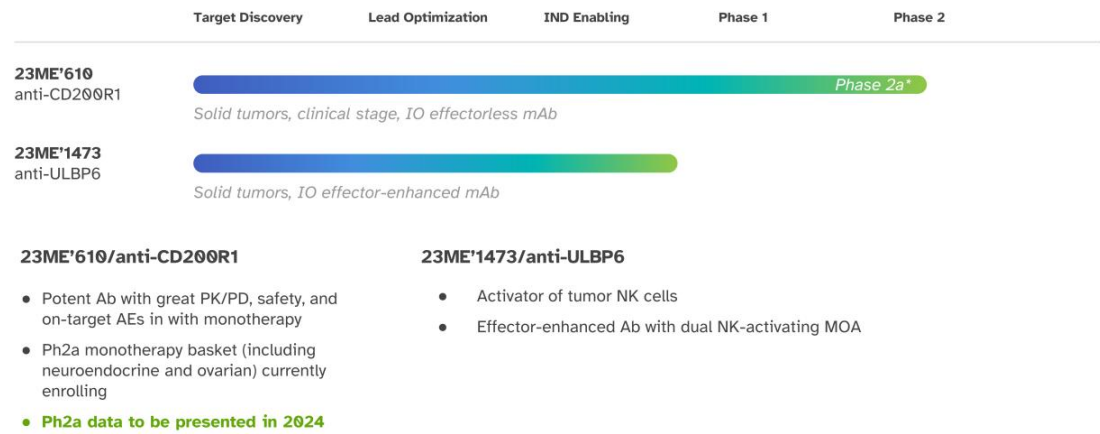 Target Discovery Lead Optimization IND Enabling Phase 1 Phase 2
23ME’610
anti-CD200R1
Phase 2a*
Solid tumors, clinical stage, IO effectorless mAb
23ME’1473
anti-ULBP6
Solid tumors, IO effector-enhanced mAb
23ME’610/anti-CD200R1
● Potent Ab with great PK/PD, safety, and
on-target AEs in with monotherapy
● Ph2a monotherapy basket (including
neuroendocrine and ovarian) currently
enrolling
● Ph2a data to be presented in 2024
23ME’1473/anti-ULBP6
● Activator of tumor NK cells
● Effector-enhanced Ab with dual NK-activating MOA